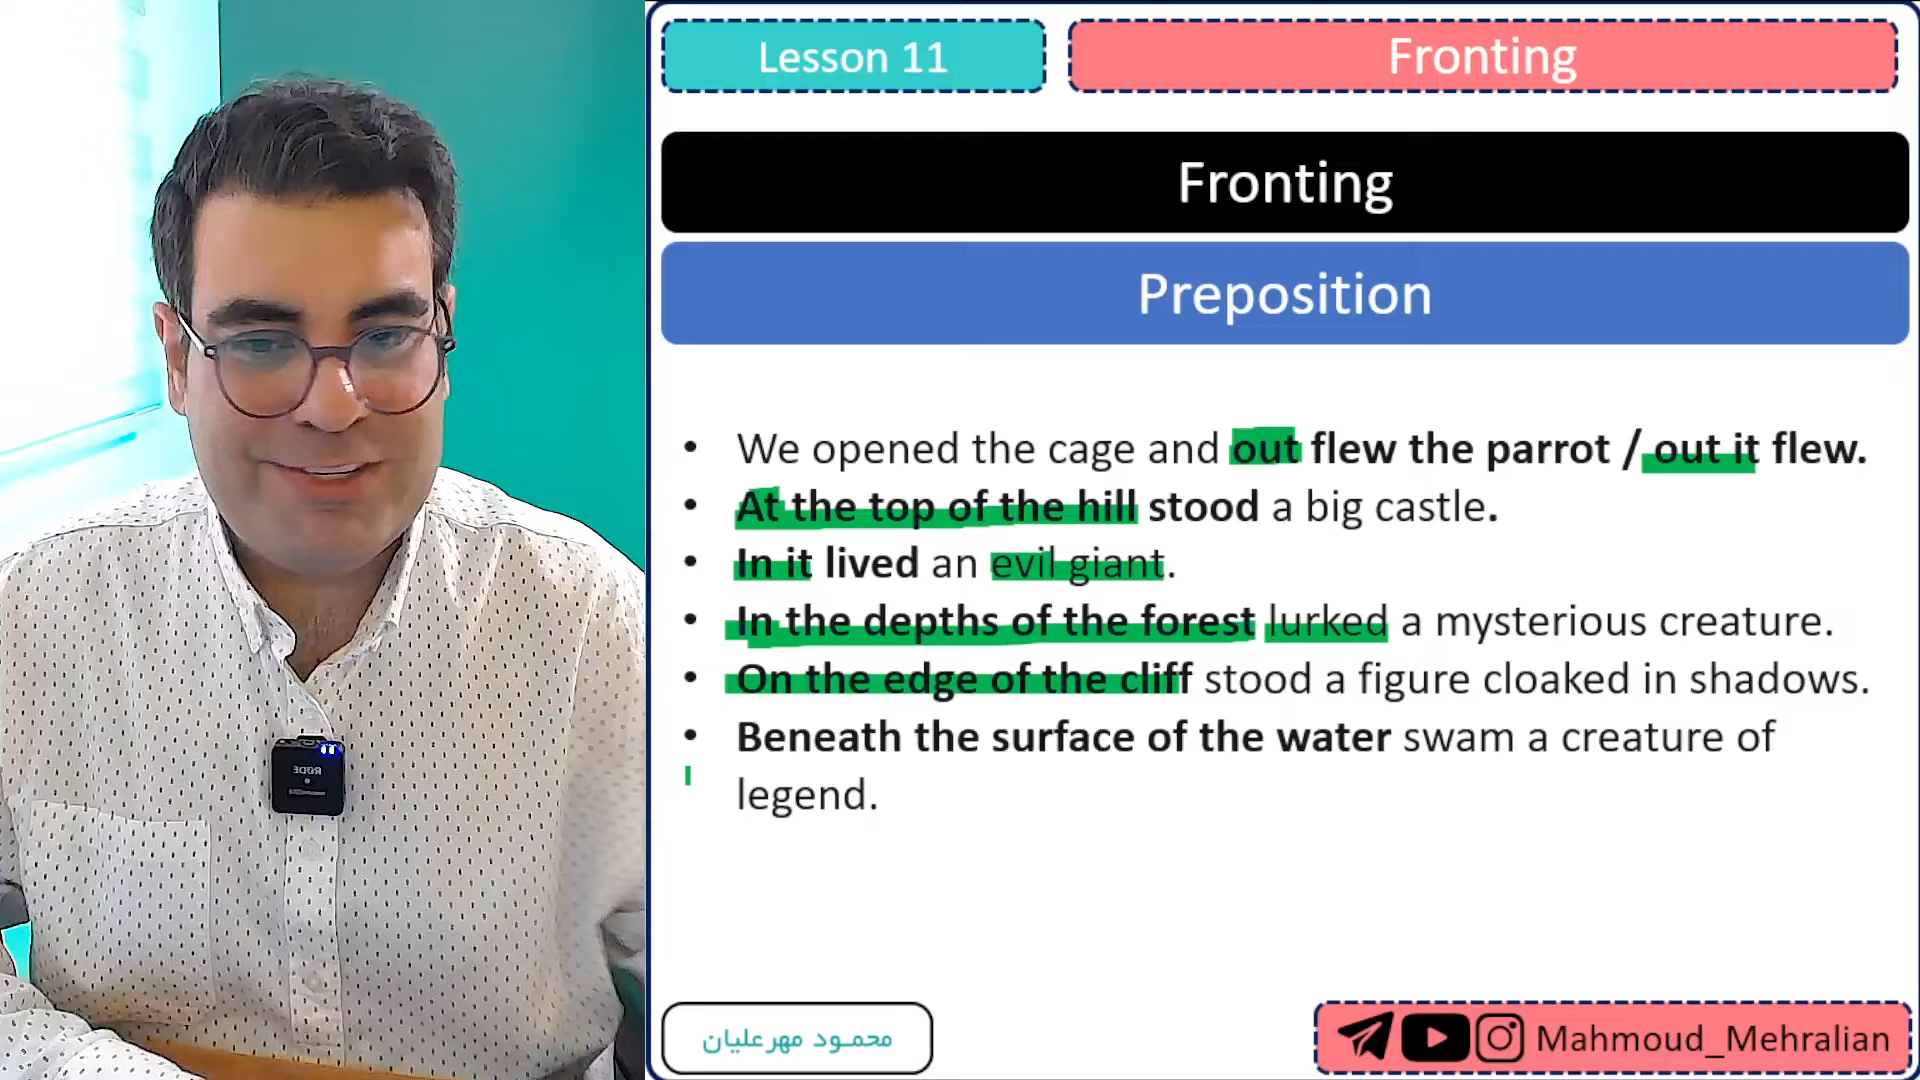 Lesson 11
Fronting
Fronting
Preposition
• We opened the cage and out flew the parrot / out it flew.
• At the top of the hill stood a big castle.
• In it lived an evil giant.
• In the depths of the forest lurked a mysterious creature.
• On the edge of the cliff stood a figure cloaked in shadows.
• Beneath the surface of the water swam a creature of
legend.
RODE
محمود مهرعلیان
Mahmoud_Mehralian